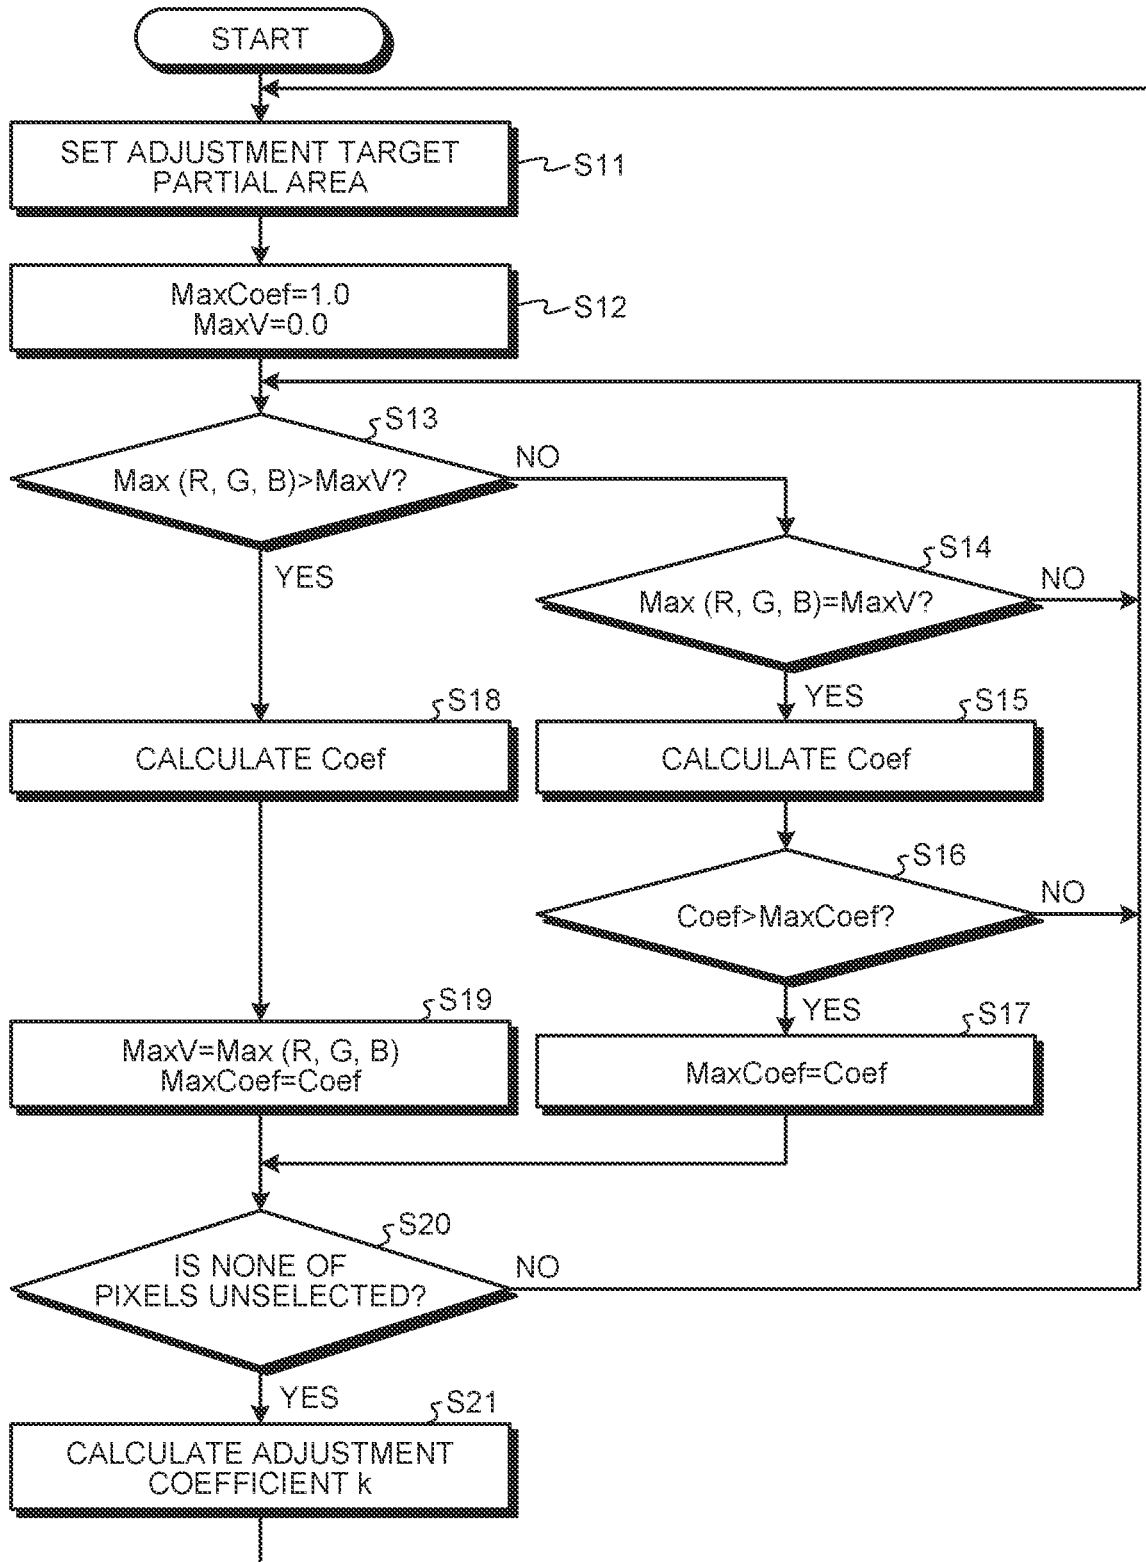 START
SET ADJUSTMENT TARGET
PARTIAL AREA
S11
MaxCoef=1.0
MaxV=0.0
S12
S13
Max (R, G, B)>MaxV?
NO
YES
S14
Max (R, G, B)=MaxV?
NO
YES
S18
CALCULATE Coef
S15
CALCULATE Coef
S16
Coef>MaxCoef?
NO
YES
S19
MaxV=Max (R, G, B)
MaxCoef=Coef
S17
MaxCoef=Coef
S20
IS NONE OF
PIXELS UNSELECTED?
NO
YES
S21
CALCULATE ADJUSTMENT
COEFFICIENT k